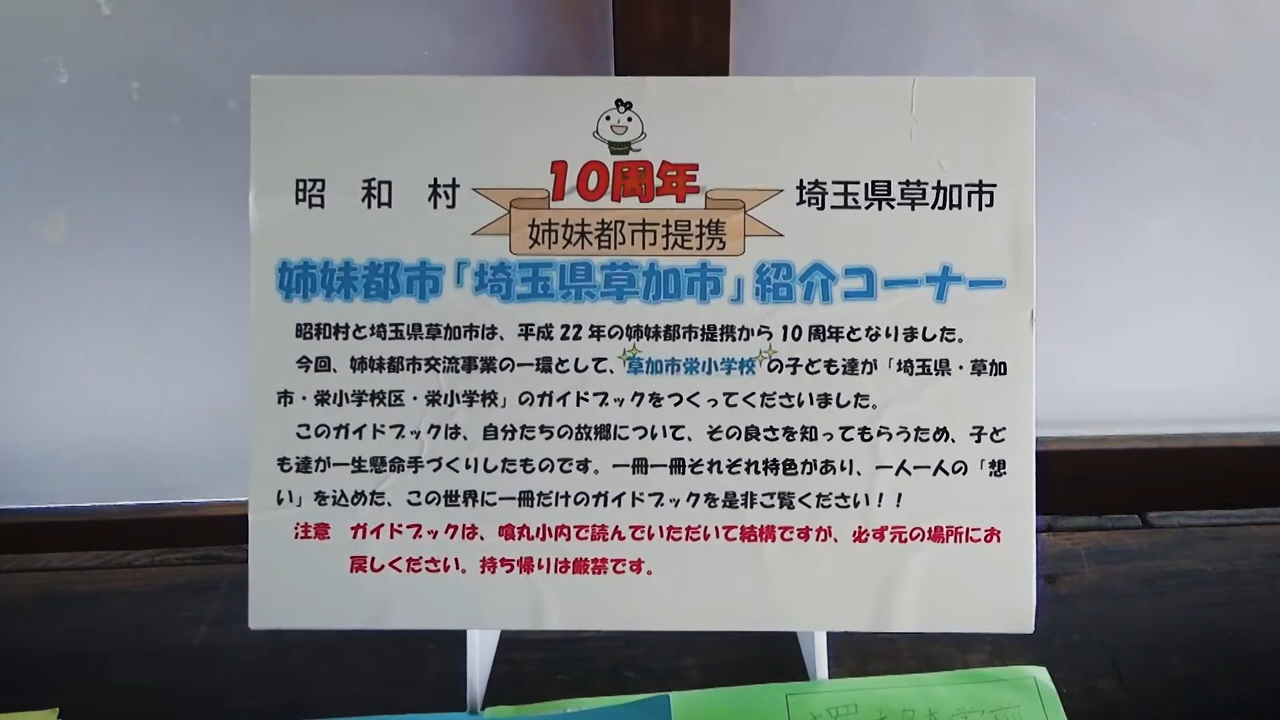 10周年
昭和村
埼玉県草加市
姉妹都市提携
姉妹都市「埼玉県草加市」紹介コーナー
昭和村と埼玉県草加市は、平成22年の姉妹都市提携から10周年となりました。
今回、姉妹都市交流事業の一環として、草加市栄小学校の子ども達が「埼玉県・草加
市・栄小学校区・栄小学校」のガイドブックをつくってくださいました。
このガイドブックは、自分たちの故郷について、その良さを知ってもらうため、子ど
も達が一生懸命手づくりしたものです。一冊一冊それぞれ特色があり、一人一人の「想
い」を込めた、この世界に一冊だけのガイドブックを是非ご覧ください！！
注意　ガイドブックは、喰丸小内で読んでいただいて結構ですが、必ず元の場所にお
戻しください。持ち帰りは厳禁です。